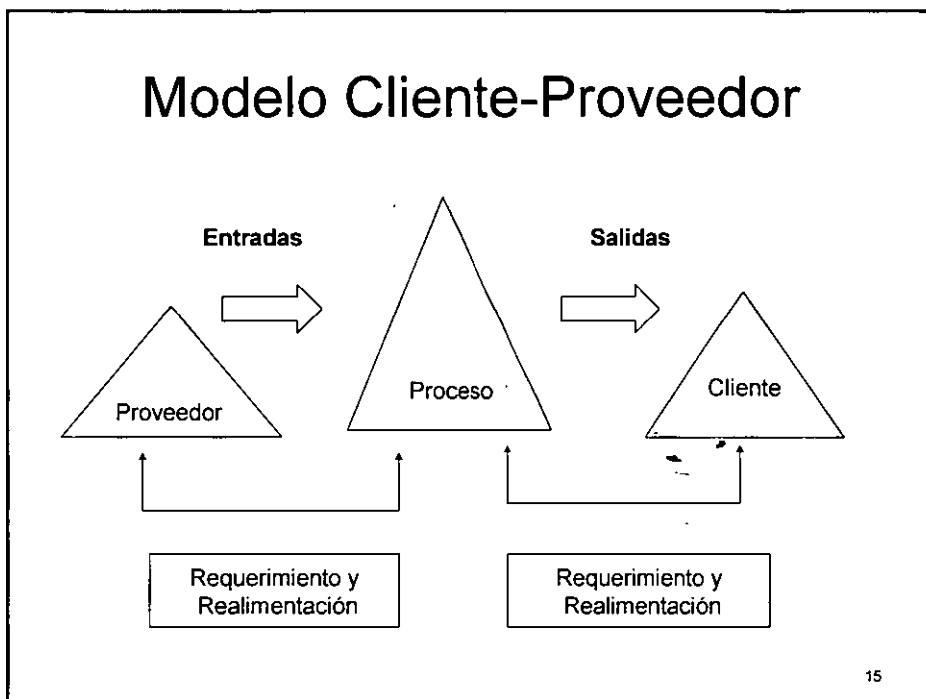 Modelo Cliente-Proveedor
Entradas
Salidas
Proveedor
Proceso
Cliente
Requerimiento y
Realimentación
Requerimiento y
Realimentación
15